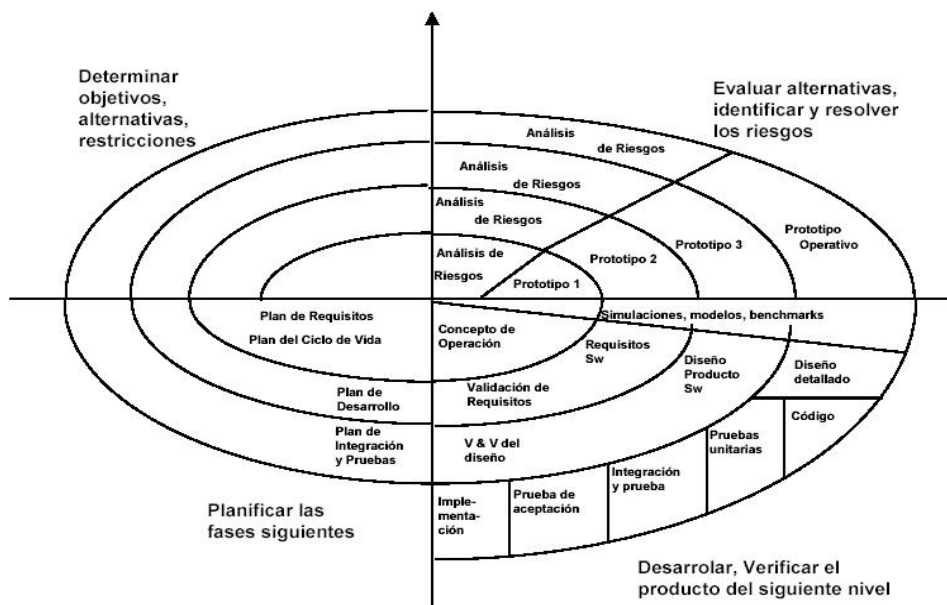 Determinar
objetivos,
alternativas,
restricciones
Evaluar alternativas,
identificar y resolver
los riesgos
Análisis
de Riesgos
Análisis
de Riesgos
Análisis
de Riesgos
Análisis de
Riesgos
Prototipo 1
Prototipo 2
Prototipo 3
Prototipo
Operativo
Simulaciones, modelos, benchmarks
Plan de Requisitos
Plan del Ciclo de Vida
Concepto de
Operación
Requisitos
Sw
Diseño
Producto
Sw
Diseño
detallado
Plan de
Desarrollo
Validación de
Requisitos
Código
Plan de
Integración
y Pruebas
V & V del
diseño
Pruebas
unitarias
Integración
y prueba
Prueba de
aceptación
Imple-
menta-
ción
Planificar las
fases siguientes
Desarrolar, Verificar el
producto del siguiente nivel